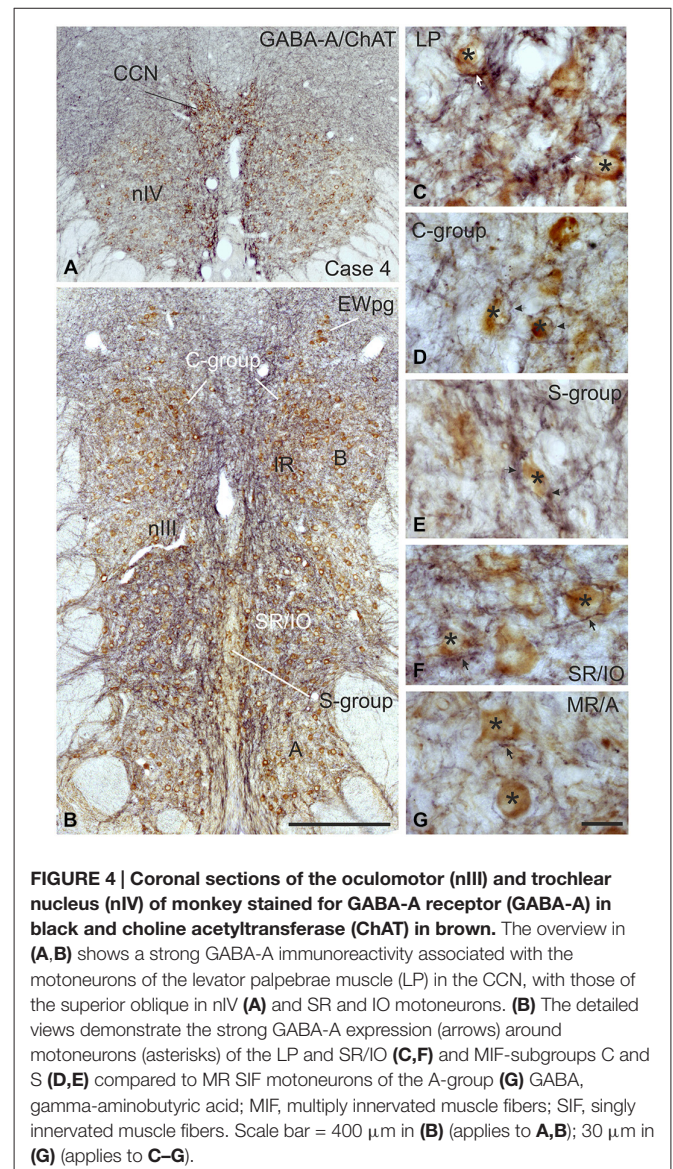 GABA-A/ChAT
CCN
nIV
A
Case 4
EWpg
C-group
IR
B
nIII
SR/IO
S-group
A
B
LP
C
C-group
D
S-group
E
F
SR/IO
MR/A
G
FIGURE 4 | Coronal sections of the oculomotor (nIII) and trochlear
nucleus (nIV) of monkey stained for GABA-A receptor (GABA-A) in
black and choline acetyltransferase (ChAT) in brown. The overview in
(A,B) shows a strong GABA-A immunoreactivity associated with the
motoneurons of the levator palpebrae muscle (LP) in the CCN, with those of
the superior oblique in nIV (A) and SR and IO motoneurons. (B) The detailed
views demonstrate the strong GABA-A expression (arrows) around
motoneurons (asterisks) of the LP and SR/IO (C,F) and MIF-subgroups C and
S (D,E) compared to MR SIF motoneurons of the A-group (G) GABA,
gamma-aminobutyric acid; MIF, multiply innervated muscle fibers; SIF, singly
innervated muscle fibers. Scale bar = 400 μm in (B) (applies to A,B); 30 μm in
(G) (applies to C–G).